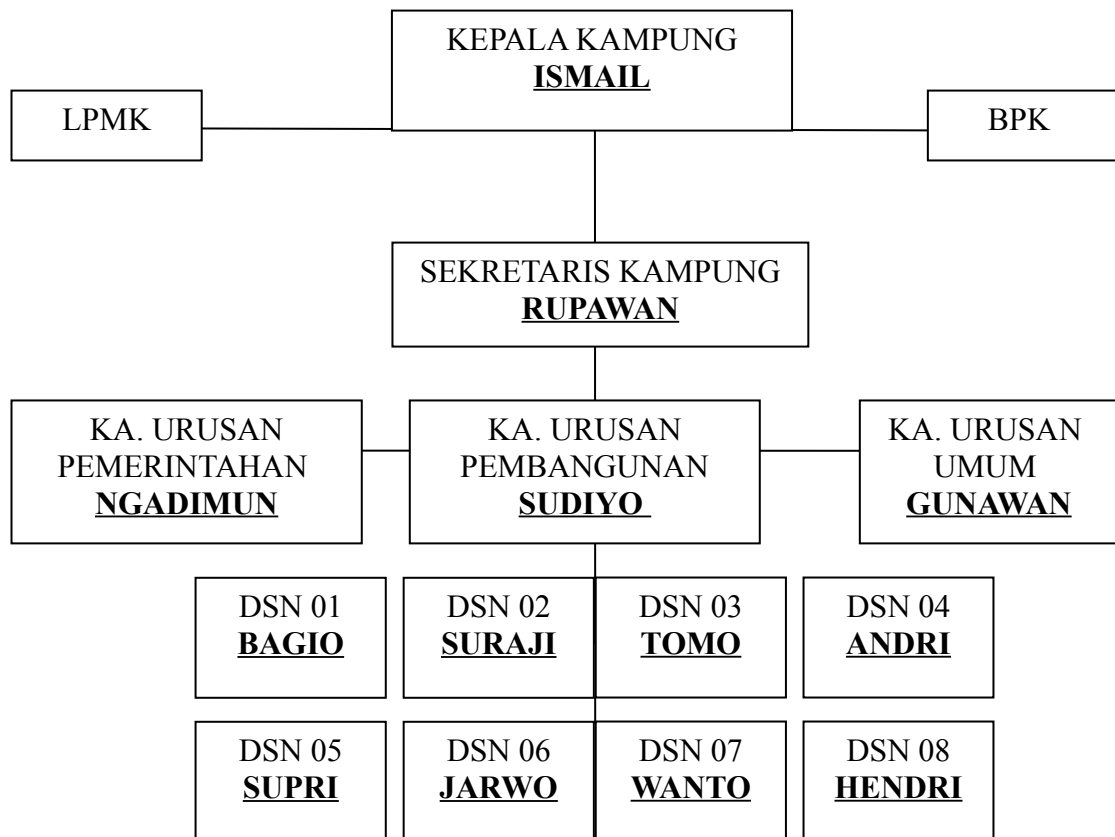 KEPALA KAMPUNG
ISMAIL
LPMK
BPK
SEKRETARIS KAMPUNG
RUPAWAN
KA. URUSAN
PEMERINTAHAN
NGADIMUN
KA. URUSAN
PEMBANGUNAN
SUDIYO
KA. URUSAN
UMUM
GUNAWAN
DSN 01
BAGIO
DSN 02
SURAJI
DSN 03
TOMO
DSN 04
ANDRI
DSN 05
SUPRI
DSN 06
JARWO
DSN 07
WANTO
DSN 08
HENDRI